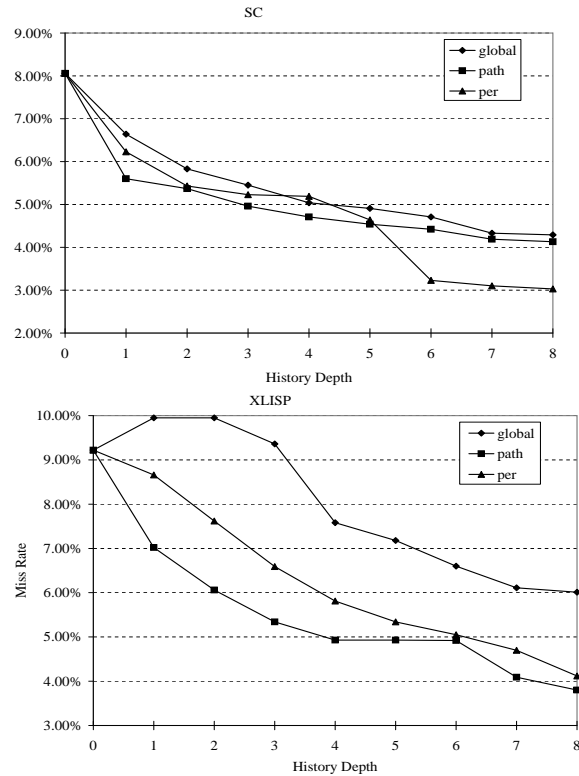 SC
9.00%
8.00%
7.00%
6.00%
5.00%
4.00%
3.00%
2.00%
global
path
per
0 1 2 3 4 5 6 7 8
History Depth
XLISP
10.00%
9.00%
8.00%
7.00%
6.00%
5.00%
4.00%
3.00%
Miss Rate
global
path
per
0 1 2 3 4 5 6 7 8
History Depth